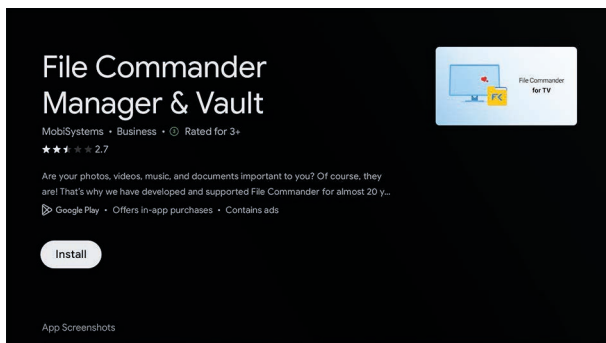 File Commander
Manager & Vault
MobiSystems • Business • ⓘ Rated for 3+
★★⯨★★ 2.7
Are your photos, videos, music, and documents important to you? Of course, they
are! That's why we have developed and supported File Commander for almost 20 y...
Google Play • Offers in-app purchases • Contains ads
Install
App Screenshots
FK
File Commander
for TV